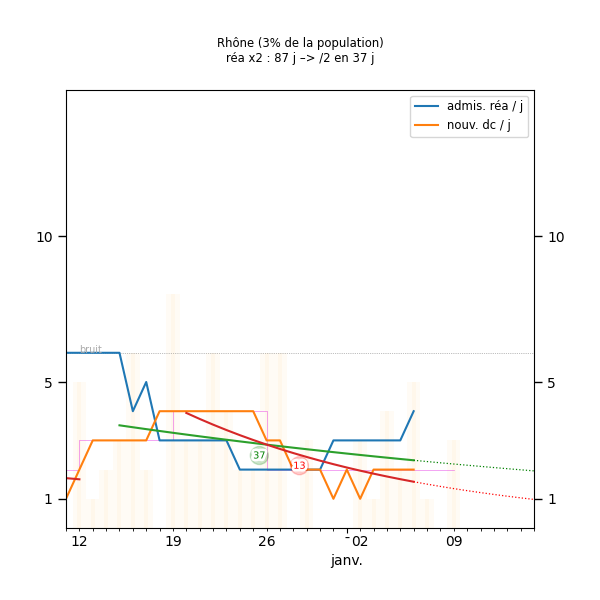 Rhône (3% de la population)
réa x2 : 87 j –> /2 en 37 j
admis. réa / j
nouv. dc / j
10
10
bruit
5
5
37
13
1
1
12
19
26
02
09
janv.